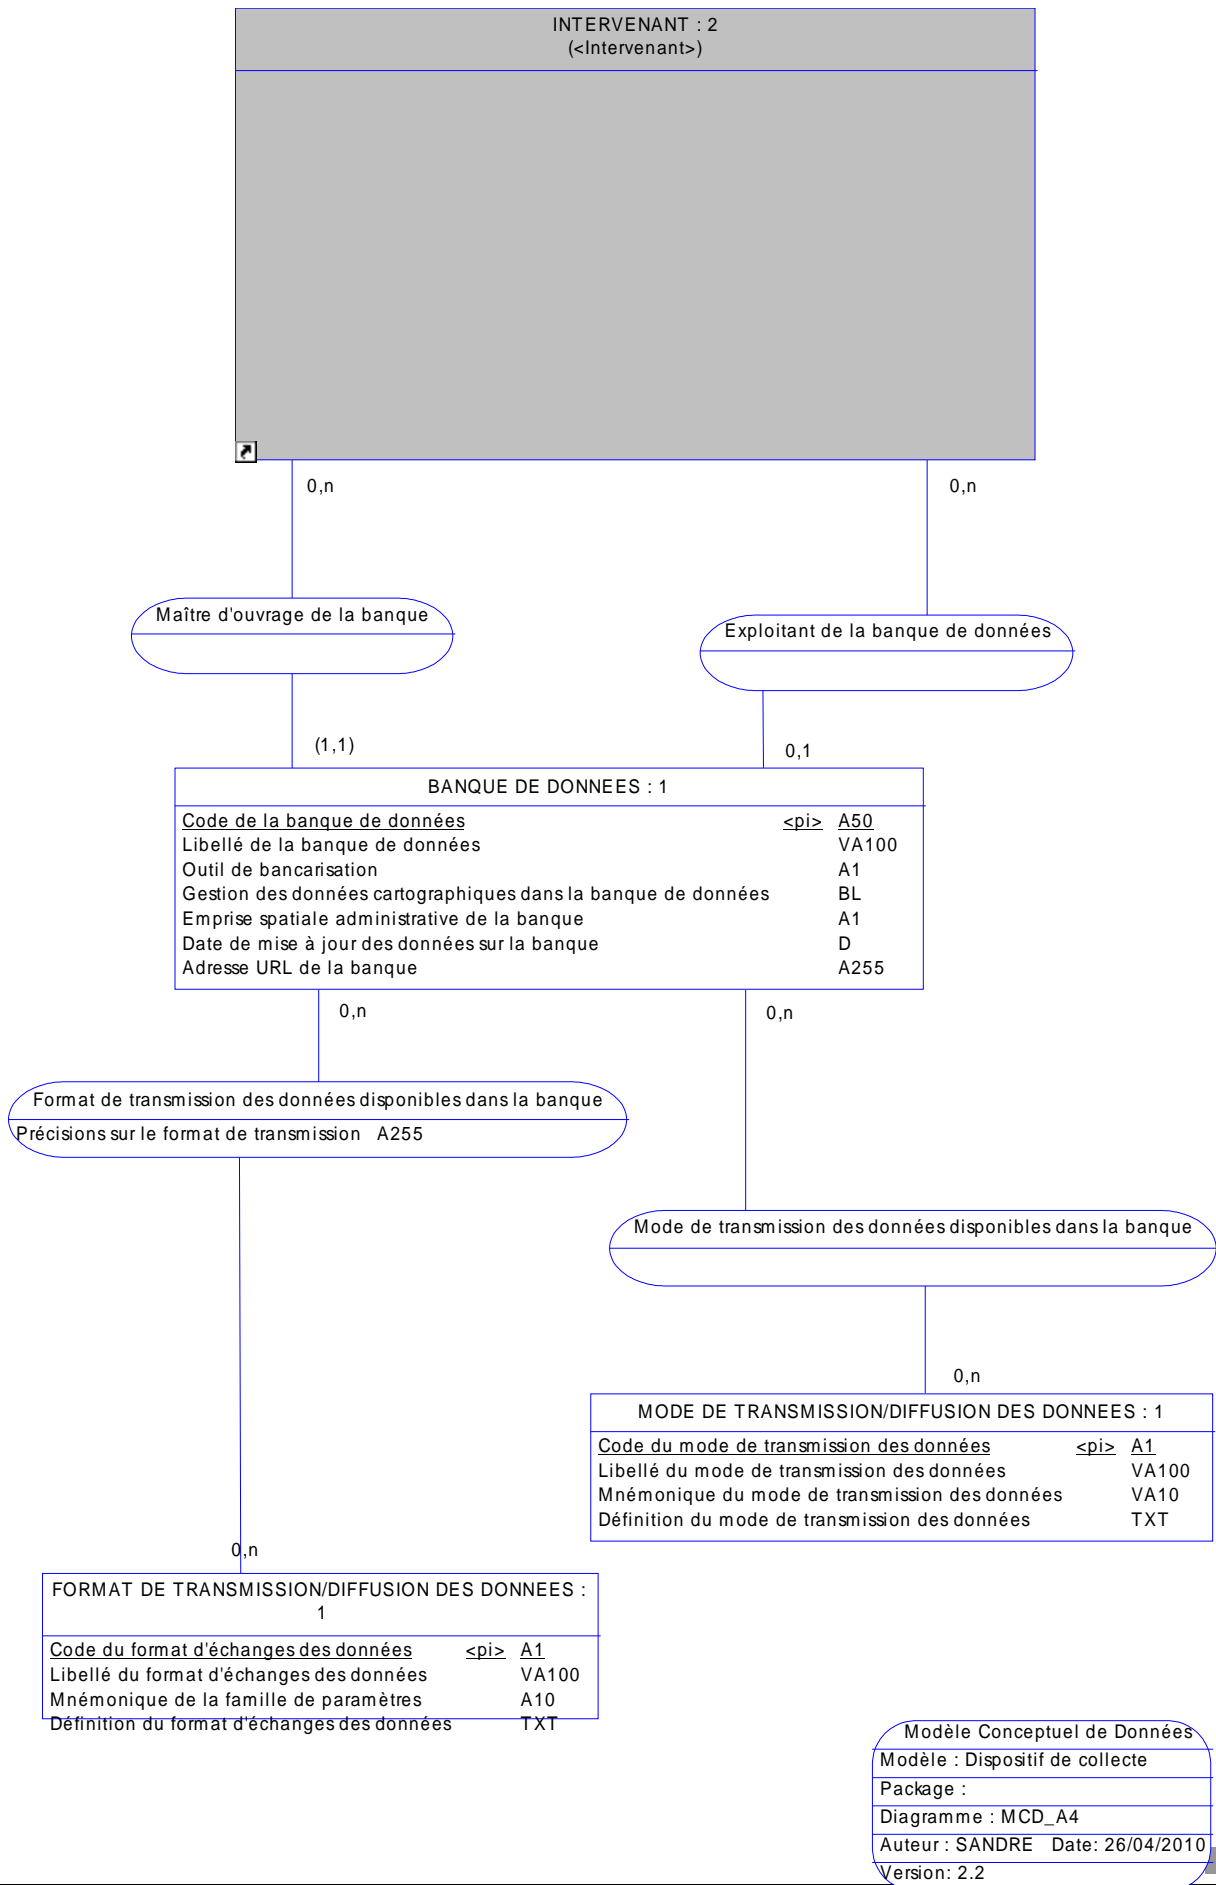 INTERVENANT : 2
(<Intervenant>)
0,n
0,n
Maître d'ouvrage de la banque
Exploitant de la banque de données
(1,1)
0,1
BANQUE DE DONNEES : 1
Code de la banque de données <pi> A50
Libellé de la banque de données VA100
Outil de bancarisation A1
Gestion des données cartographiques dans la banque de données BL
Emprise spatiale administrative de la banque A1
Date de mise à jour des données sur la banque D
Adresse URL de la banque A255
0,n
0,n
Format de transmission des données disponibles dans la banque
Précisions sur le format de transmission A255
Mode de transmission des données disponibles dans la banque
0,n
MODE DE TRANSMISSION/DIFFUSION DES DONNEES : 1
Code du mode de transmission des données <pi> A1
Libellé du mode de transmission des données VA100
Mnémonique du mode de transmission des données VA10
Définition du mode de transmission des données TXT
0,n
FORMAT DE TRANSMISSION/DIFFUSION DES DONNEES :
1
Code du format d'échanges des données <pi> A1
Libellé du format d'échanges des données VA100
Mnémonique de la famille de paramètres A10
Définition du format d'échanges des données TXT
Modèle Conceptuel de Données
Modèle : Dispositif de collecte
Package :
Diagramme : MCD_A4
Auteur : SANDRE Date: 26/04/2010
Version: 2.2